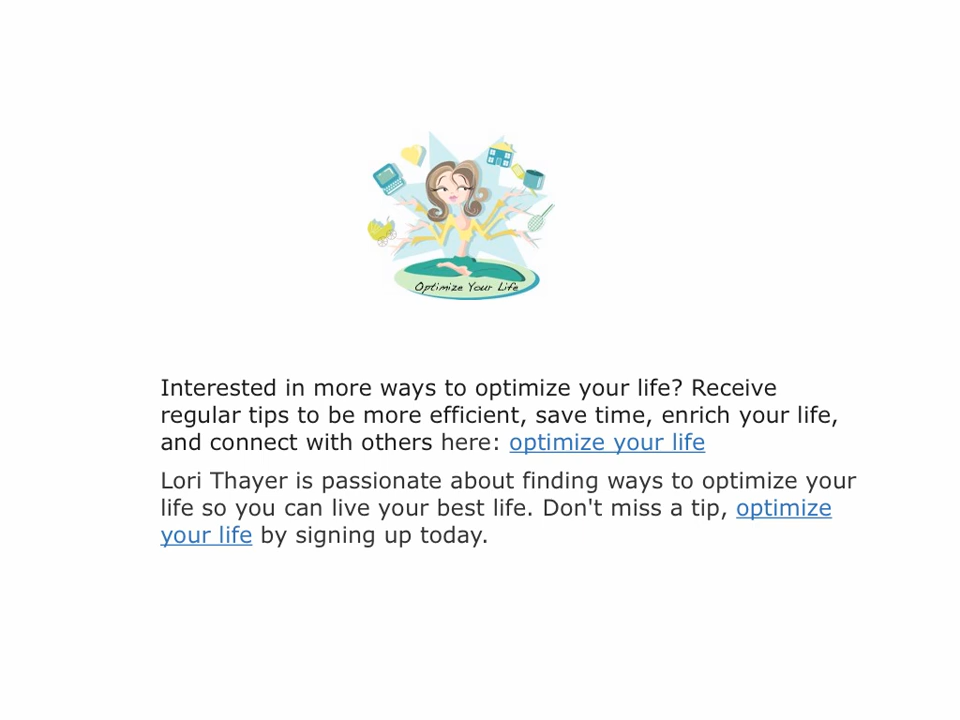 Optimize Your Life
Interested in more ways to optimize your life? Receive
regular tips to be more efficient, save time, enrich your life,
and connect with others here: optimize your life
Lori Thayer is passionate about finding ways to optimize your
life so you can live your best life. Don't miss a tip, optimize
your life by signing up today.